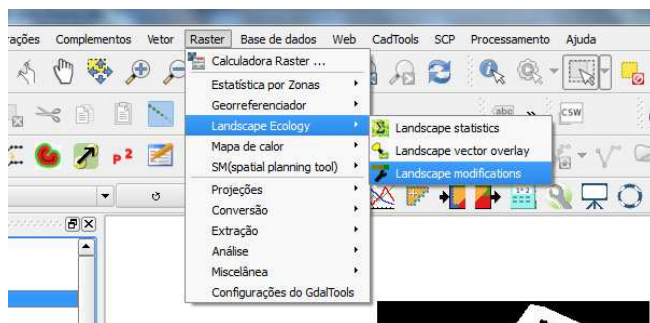 ações Complementos Vetor Raster Base de dados Web CadTools SCP Processamento Ajuda
Calculadora Raster ...
Estatística por Zonas
Georreferenciador
Landscape Ecology
Mapa de calor
SM(spatial planning tool)
Projeções
Conversão
Extração
Análise
Miscelânea
Configurações do GdalTools
Landscape statistics
Landscape vector overlay
Landscape modifications
abc
CSW
P²